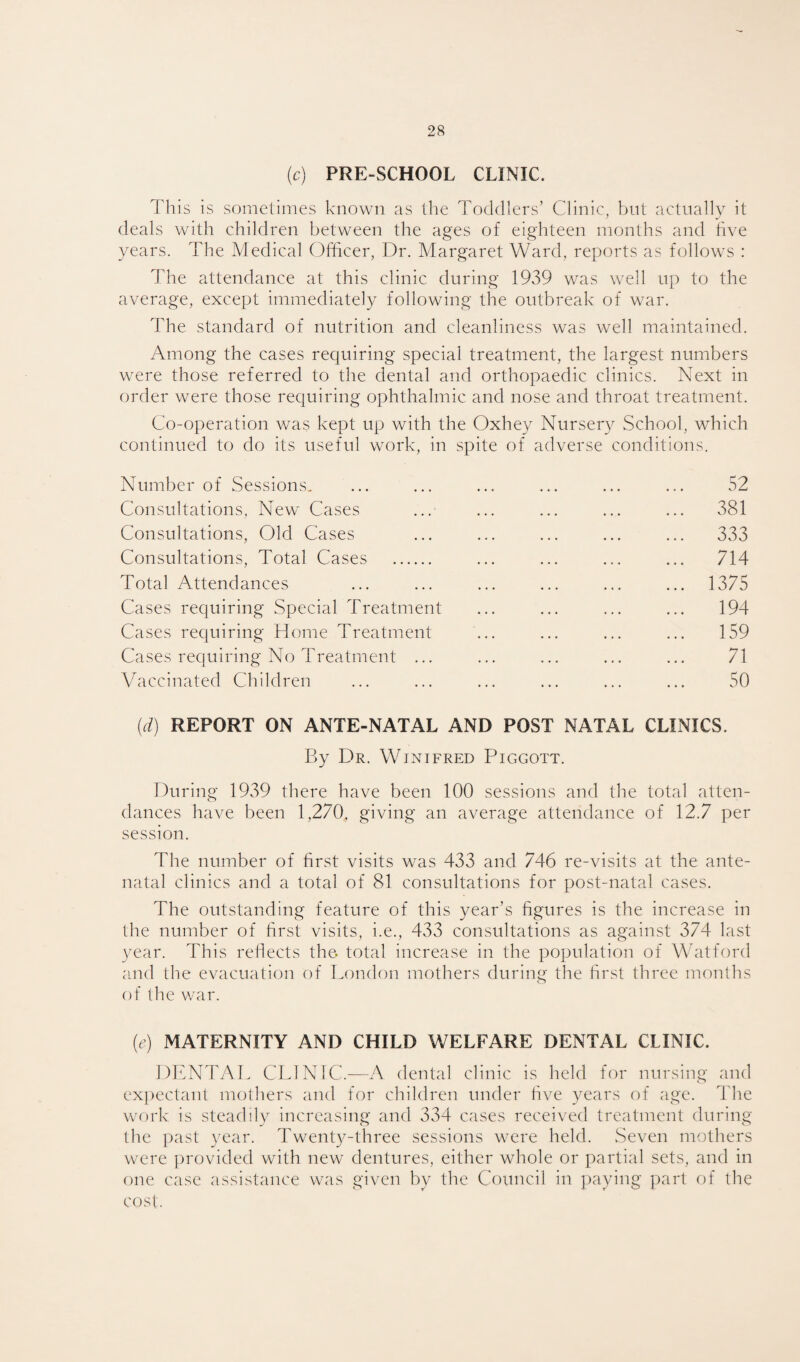 28
(c) PRE-SCHOOL CLINIC.
This is sometimes known as the Toddlers' Clinic, but actually it
deals with children between the ages of eighteen months and five
years. The Medical Officer, Dr. Margaret Ward, reports as follows :
The attendance at this clinic during 1939 was well up to the
average, except immediately following the outbreak of war.
The standard of nutrition and cleanliness was well maintained.
Among the cases requiring special treatment, the largest numbers
were those referred to the dental and orthopaedic clinics. Next in
order were those requiring ophthalmic and nose and throat treatment.
Co-operation was kept up with the Oxhey Nursery School, which
continued to do its useful work, in spite of adverse conditions.
Number of Sessions. ... ... ... ... ... ... 52
Consultations, New Cases ... ... ... ... ... 381
Consultations, Old Cases ... ... ... ... ... 333
Consultations, Total Cases ...... ... ... ... ... 714
Total Attendances ... ... ... ... ... ... 1375
Cases requiring Special Treatment ... ... ... ... 194
Cases requiring Home Treatment ... ... ... ... 159
Cases requiring No Treatment ... ... ... ... ... 71
Vaccinated Children ... ... ... ... ... ... 50
(d) REPORT ON ANTE-NATAL AND POST NATAL CLINICS.
By Dr. Winifred Piggott.
During 1939 there have been 100 sessions and the total atten-
dances have been 1,270, giving an average attendance of 12.7 per
session.
The number of first visits was 433 and 746 re-visits at the ante-
natal clinics and a total of 81 consultations for post-natal cases.
The outstanding feature of this year's figures is the increase in
the number of first visits, i.e., 433 consultations as against 374 last
year. This reflects the total increase in the population of Watford
and the evacuation of London mothers during the first three months
of the war.
(e) MATERNITY AND CHILD WELFARE DENTAL CLINIC.
DENTAL CLINIC.—A dental clinic is held for nursing and
expectant mothers and for children under five years of age. The
work is steadily increasing and 334 cases received treatment during
the past year. Twenty-three sessions were held. Seven mothers
were provided with new dentures, either whole or partial sets, and in
one case assistance was given by the Council in paying part of the
cost.